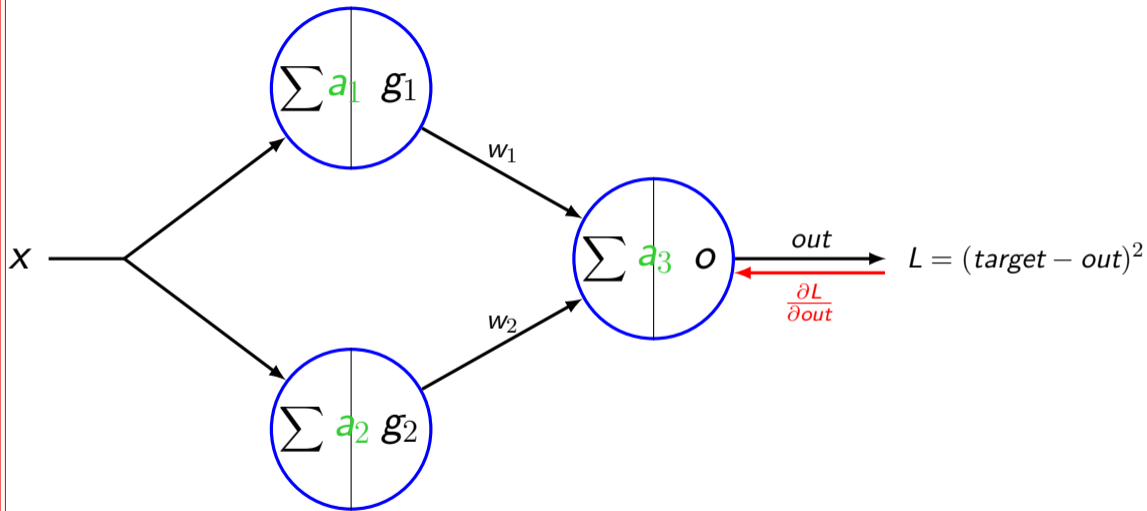 ∑ a₁ g₁
w₁
x
∑ a₃ o
out
L = (target − out)²
∂L
∂out
w₂
∑ a₂ g₂